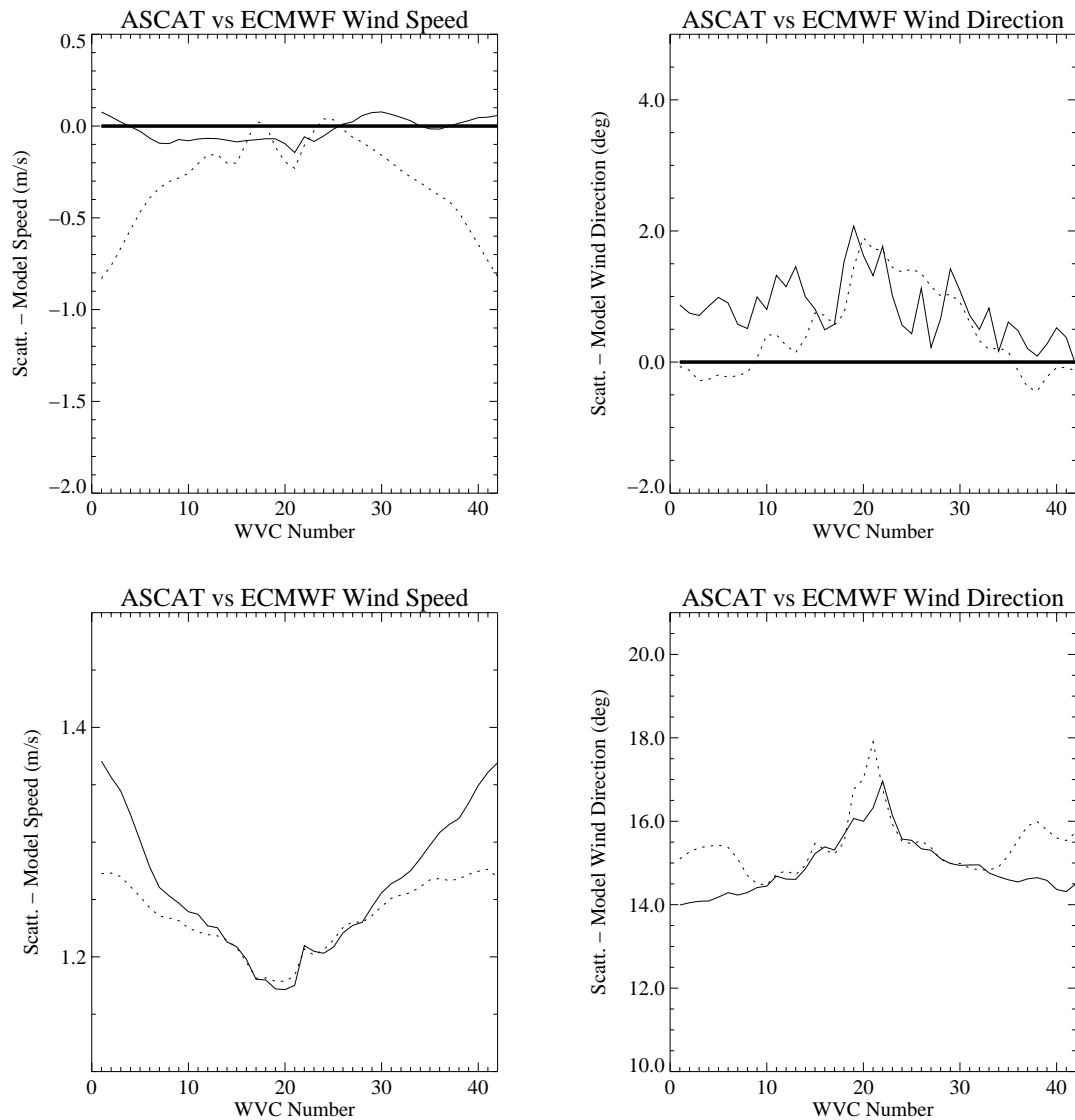 ASCAT vs ECMWF Wind Speed
Scatt. − Model Speed (m/s)
0.5
0.0
−0.5
−1.0
−1.5
−2.0
0 10 20 30 40
WVC Number
ASCAT vs ECMWF Wind Direction
Scatt. − Model Wind Direction (deg)
4.0
2.0
0.0
−2.0
0 10 20 30 40
WVC Number
ASCAT vs ECMWF Wind Speed
Scatt. − Model Speed (m/s)
1.4
1.2
0 10 20 30 40
WVC Number
ASCAT vs ECMWF Wind Direction
Scatt. − Model Wind Direction (deg)
20.0
18.0
16.0
14.0
12.0
10.0
0 10 20 30 40
WVC Number